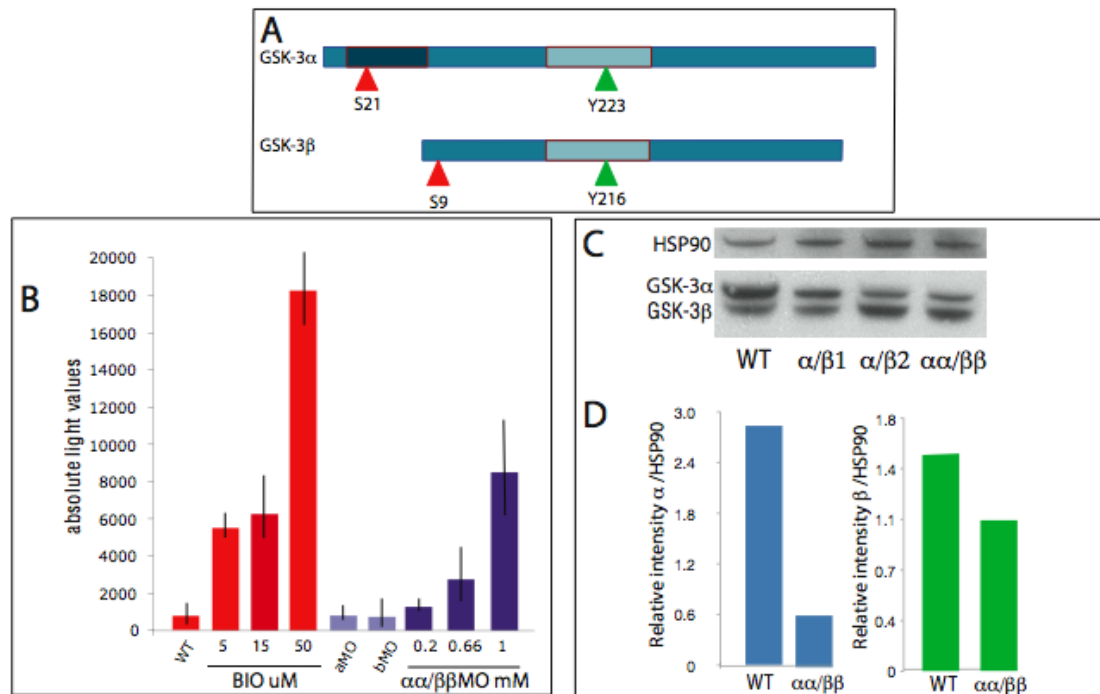 A
GSK-3α
S21
Y223
GSK-3β
S9
Y216
B
absolute light values
20000
18000
16000
14000
12000
10000
8000
6000
4000
2000
0
WT
5
15
50
aMO
bMO
0.2
0.66
1
BIO uM
αα/ββMO mM
C
HSP90
GSK-3α
GSK-3β
WT
α/β1
α/β2
αα/ββ
D
Relative intensity α /HSP90
3.0
2.4
1.8
1.2
0.6
0
WT
αα/ββ
Relative intensity β /HSP90
1.8
1.4
1.1
0.7
0.4
0
WT
αα/ββ